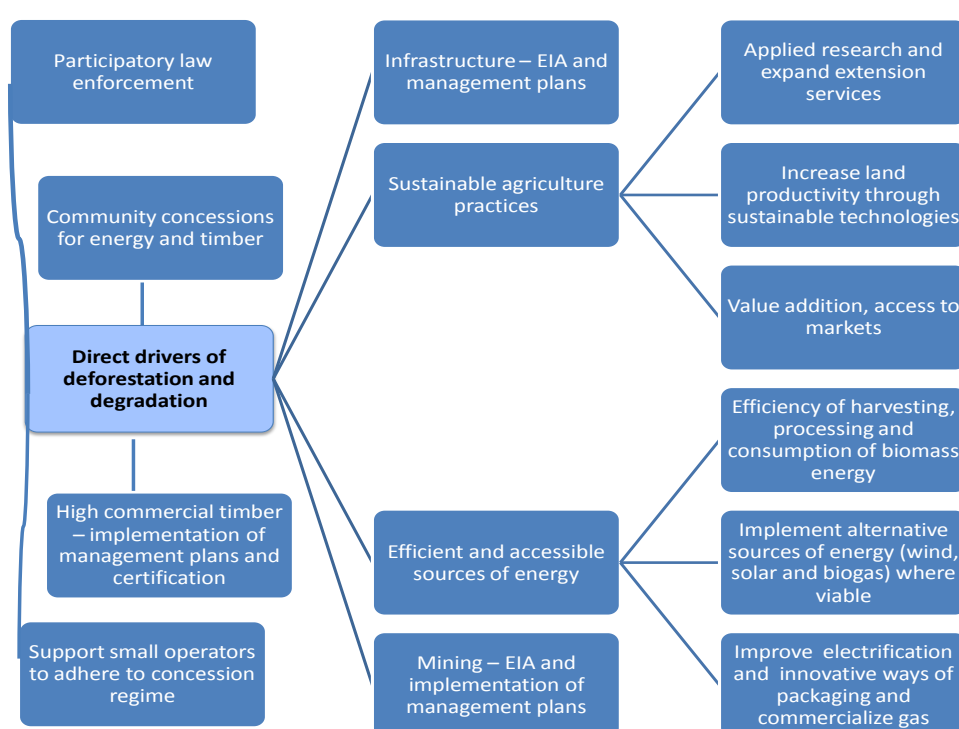 Participatory law
enforcement
Community concessions
for energy and timber
Direct drivers of
deforestation and
degradation
High commercial timber
– implementation of
management plans and
certification
Support small operators
to adhere to concession
regime
Infrastructure – EIA and
management plans
Sustainable agriculture
practices
Efficient and accessible
sources of energy
Mining – EIA and
implementation of
management plans
Applied research and
expand extension
services
Increase land
productivity through
sustainable technologies
Value addition, access to
markets
Efficiency of harvesting,
processing and
consumption of biomass
energy
Implement alternative
sources of energy (wind,
solar and biogas) where
viable
Improve electrification
and innovative ways of
packaging and
commercialize gas